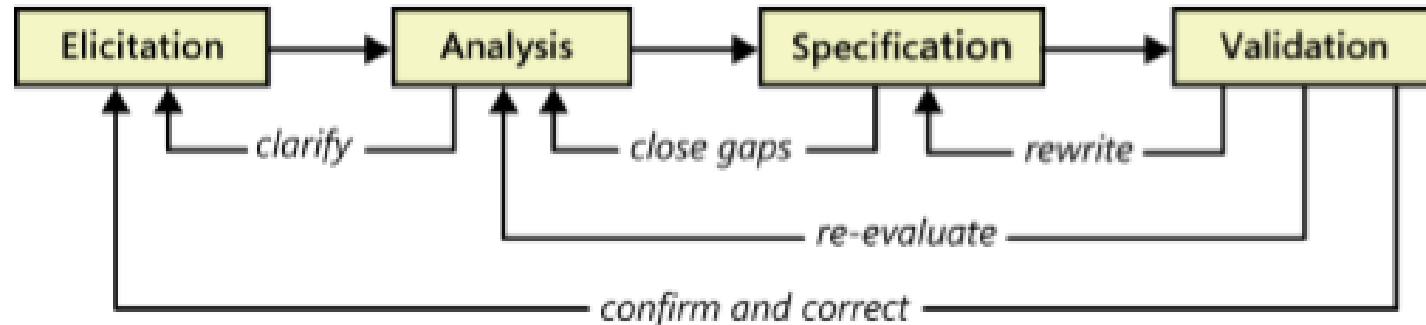 Elicitation
Analysis
Specification
Validation
clarify
close gaps
rewrite
re-evaluate
confirm and correct